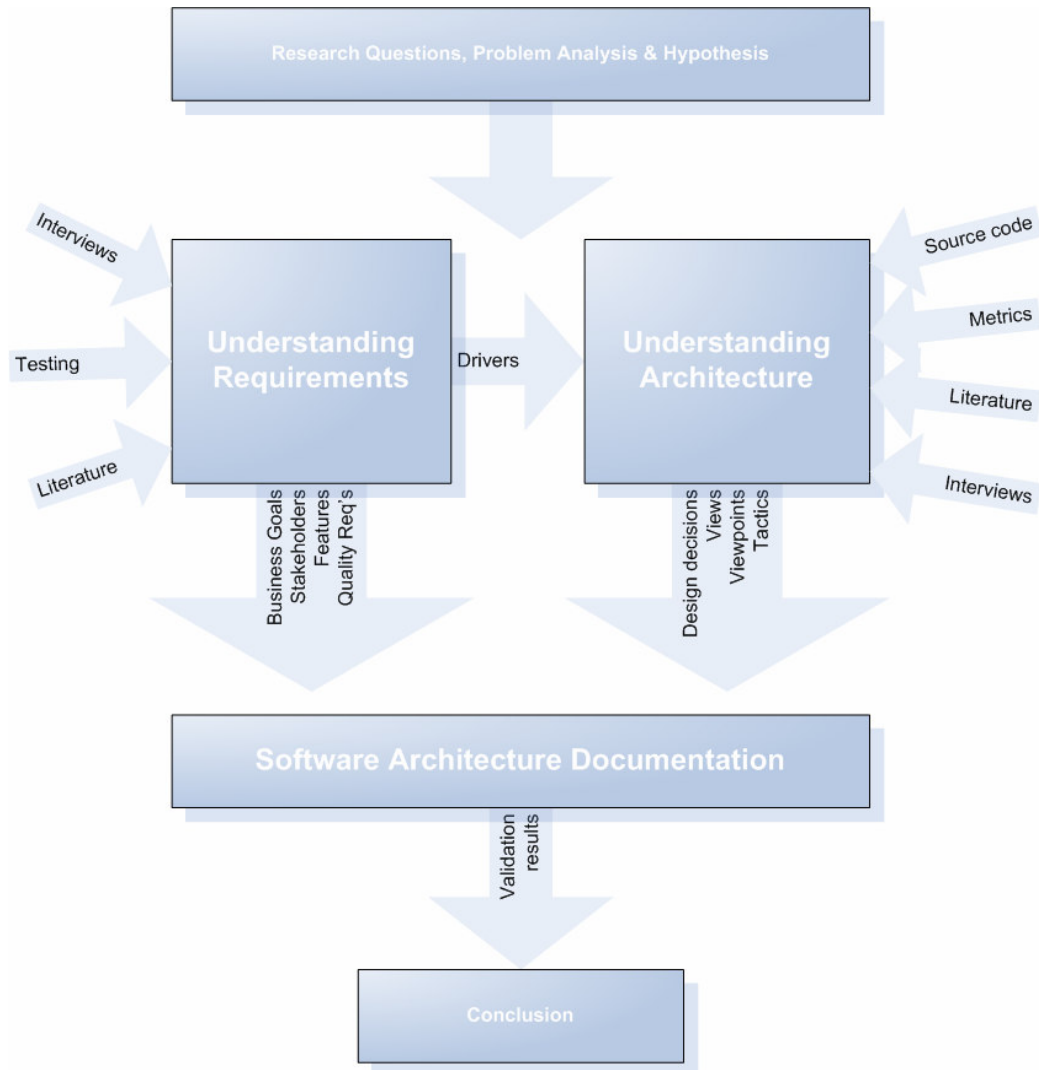 Research Questions, Problem Analysis & Hypothesis
Interviews
Testing
Literature
Understanding
Requirements
Drivers
Understanding
Architecture
Source code
Metrics
Literature
Interviews
Business Goals
Stakeholders
Features
Quality Req's
Design decisions
Views
Viewpoints
Tactics
Software Architecture Documentation
Validation
results
Conclusion